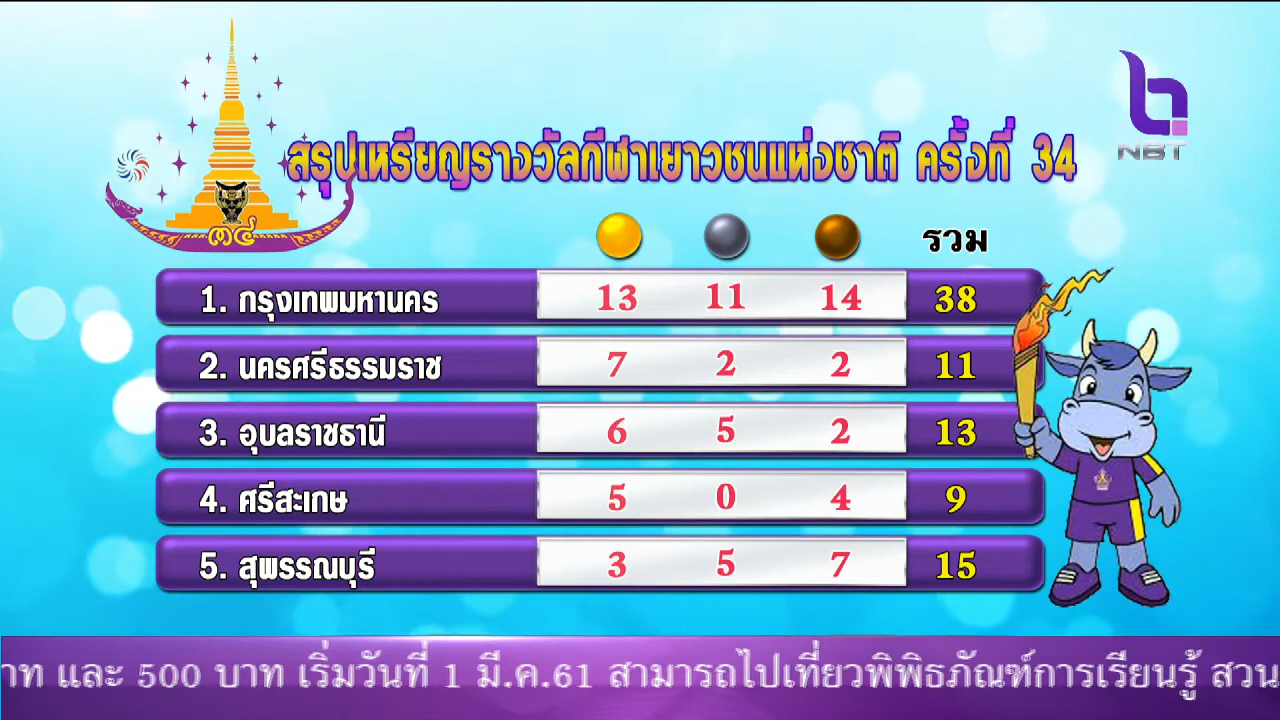 NBT
สรุปเหรียญรางวัลกีฬาเยาวชนแห่งชาติ ครั้งที่ 34
๓๔
รวม
1. กรุงเทพมหานคร 13 11 14 38
2. นครศรีธรรมราช 7 2 2 11
3. อุบลราชธานี 6 5 2 13
4. ศรีสะเกษ 5 0 4 9
5. สุพรรณบุรี 3 5 7 15
าท และ 500 บาท เริ่มวันที่ 1 มี.ค.61 สามารถไปเที่ยวพิพิธภัณฑ์การเรียนรู้ สวน